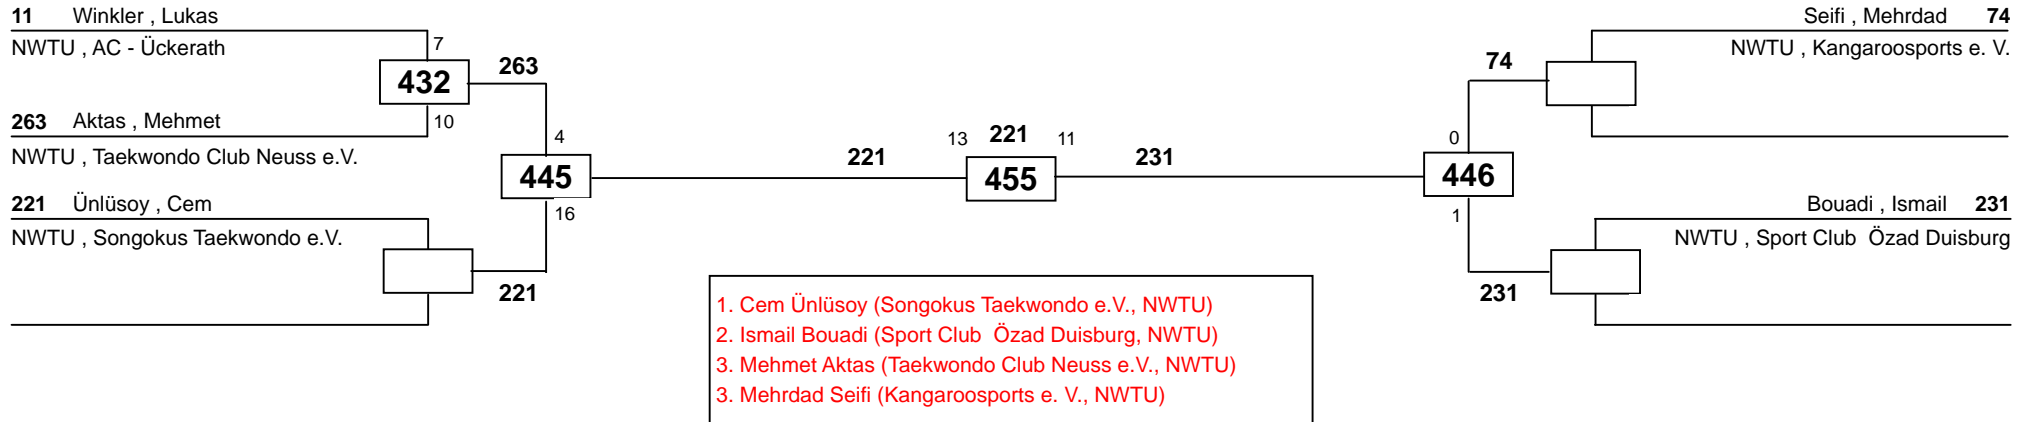 11 Winkler , Lukas
NWTU , AC - Ückerath
7
432
263
10
263 Aktas , Mehmet
NWTU , Taekwondo Club Neuss e.V.
4
445
16
221 Ünlüsoy , Cem
NWTU , Songokus Taekwondo e.V.
221
221
13 221 11
455
231
Seifi , Mehrdad 74
NWTU , Kangaroosports e. V.
74
0
446
1
Bouadi , Ismail 231
NWTU , Sport Club  Özad Duisburg
231
1. Cem Ünlüsoy (Songokus Taekwondo e.V., NWTU)
2. Ismail Bouadi (Sport Club  Özad Duisburg, NWTU)
3. Mehmet Aktas (Taekwondo Club Neuss e.V., NWTU)
3. Mehrdad Seifi (Kangaroosports e. V., NWTU)